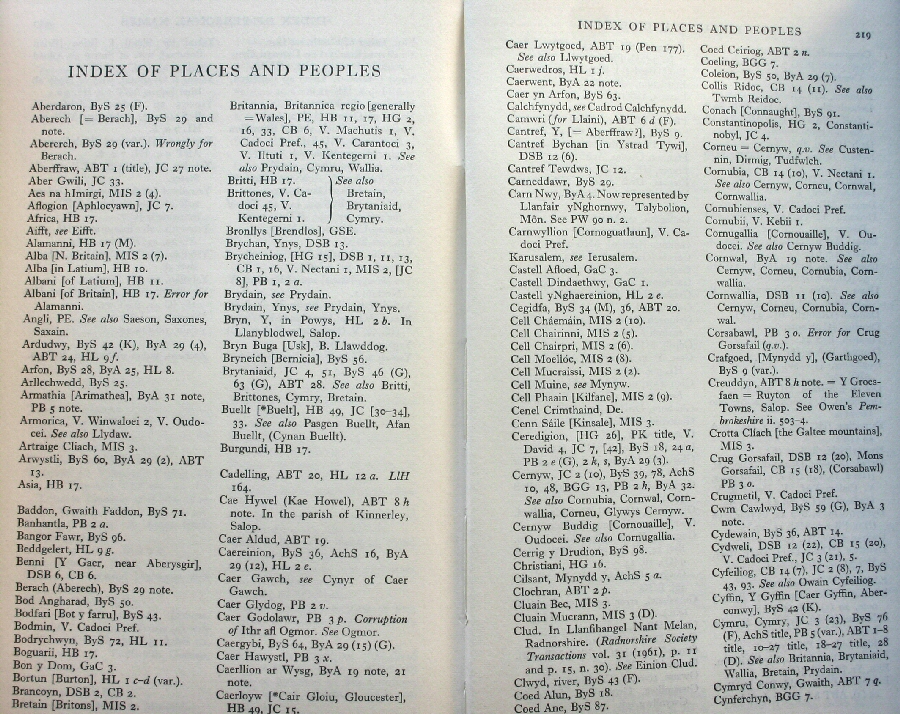 INDEX OF PLACES AND PEOPLES
Aberdaron, ByS 25 (F).
Aberech [= Berach], ByS 29 and
note.
Abererch, ByS 29 (var.). Wrongly for
Berach.
Aberffraw, ABT 1 (title), JC 27 note.
Aber Gwili, JC 33.
Aes na hImirgi, MIS 2 (4).
Aflogion [Aphlocyawn], JC 7.
Africa, HB 17.
Aifft, see Eifft.
Alamanni, HB 17 (M).
Alba [N. Britain], MIS 2 (7).
Alba [in Latium], HB 10.
Albani [of Latium], HB 11.
Albani [of Britain], HB 17. Error for
Alamanni.
Angli, PE. See also Saeson, Saxones,
Saxain.
Ardudwy, ByS 42 (K), ByA 29 (4),
ABT 24, HL 9 f.
Arfon, ByS 28, ByA 25, HL 8.
Arllechwedd, ByS 25.
Armathia [Arimathea], ByA 31 note,
PB 5 note.
Armorica, V. Winwaloei 2, V. Oudo-
cei. See also Llydaw.
Artraige Cliach, MIS 3.
Arwystli, ByS 60, ByA 29 (2), ABT
13.
Asia, HB 17.
Baddon, Gwaith Faddon, ByS 71.
Banhantla, PB 2 a.
Bangor Fawr, ByS 96.
Beddgelert, HL 9 g.
Benni [Y Gaer, near Aberysgir],
DSB 6, CB 6.
Berach (Aberech), ByS 29 note.
Bod Angharad, ByS 50.
Bodfari [Bot y farru], ByS 43.
Bodmin, V. Cadoci Pref.
Bodrychwyn, ByS 72, HL 11.
Boguarii, HB 17.
Bon y Dom, GaC 3.
Bortun [Burton], HL 1 c-d (var.).
Brancoyn, DSB 2, CB 2.
Bretain [Britons], MIS 2.
Britannia, Britannica regio [generally
=Wales], PE, HB 11, 17, HG 2,
16, 33, CB 6, V. Machutis 1, V.
Cadoci Pref., 45, V. Carantoci 3,
V. Iltuti 1, V. Kentegerni 1. See
also Prydain, Cymru, Wallia.
Britti, HB 17. See also
Brittones, V. Ca- Bretain,
doci 45, V. Brytaniaid,
Kentegerni 1. Cymry.
Bronllys [Brendlos], GSE.
Brychan, Ynys, DSB 13.
Brycheiniog, [HG 15], DSB 1, 11, 13,
CB 1, 16, V. Nectani 1, MIS 2, [JC
8], PB 1, 2 a.
Brydain, see Prydain.
Brydain, Ynys, see Prydain, Ynys.
Bryn, Y, in Powys, HL 2 b. In
Llanyblodwel, Salop.
Bryn Buga [Usk], B. Llawddog.
Bryneich [Bernicia], ByS 56.
Brytaniaid, JC 4, 51, ByS 46 (G),
63 (G), ABT 28. See also Britti,
Brittones, Cymry, Bretain.
Buellt [*Buelt], HB 49, JC [30–34],
33. See also Pasgen Buellt, Afan
Buellt, (Cynan Buellt).
Burgundi, HB 17.
Cadelling, ABT 20, HL 12 a. LlH
164.
Cae Hywel (Kae Howel), ABT 8 h
note. In the parish of Kinnerley,
Salop.
Caer Aldud, ABT 19.
Caereinion, ByS 36, AchS 16, ByA
29 (12), HL 2 e.
Caer Gawch, see Cynyr of Caer
Gawch.
Caer Glydog, PB 2 v.
Caer Godolawr, PB 3 p. Corruption
of Ithr afl Ogmor. See Ogmor.
Caergybi, ByS 64, ByA 29 (15) (G).
Caer Hawystl, PB 3 x.
Caerllion ar Wysg, ByA 19 note, 21
note.
Caerloyw [*Cair Gloiu, Gloucester],
HB 49, JC 15.
INDEX OF PLACES AND PEOPLES 219
Caer Lwytgoed, ABT 19 (Pen 177).
See also Llwytgoed.
Caerwedros, HL 1 j.
Caerwent, ByA 22 note.
Caer yn Arfon, ByS 63.
Calchfynydd, see Cadrod Calchfynydd.
Camwri (for Llaini), ABT 6 d (F).
Cantref, Y, [= Aberffraw?], ByS 9.
Cantref Bychan [in Ystrad Tywi],
DSB 12 (6).
Cantref Tewdws, JC 12.
Carneddawr, ByS 29.
Carn Nwy, ByA 4. Now represented by
Llanfair yNghornwy, Talybolion,
Môn. See PW 90 n. 2.
Carnwyllion [Cornoguatlaun], V. Ca-
doci Pref.
Karusalem, see Ierusalem.
Castell Afloed, GaC 3.
Castell Dindaethwy, GaC 1.
Castell yNghaereinion, HL 2 e.
Cegidfa, ByS 34 (M), 36, ABT 20.
Cell Cháemáin, MIS 2 (10).
Cell Chairinni, MIS 2 (5).
Cell Chairpri, MIS 2 (6).
Cell Moellóc, MIS 2 (8).
Cell Mucraissi, MIS 2 (2).
Cell Muine, see Mynyw.
Cell Phaain [Kilfane], MIS 2 (9).
Cenel Crimthaind, De.
Cenn Sáile [Kinsale], MIS 3.
Ceredigion, [HG 26], PK title, V.
David 4, JC 7, [42], ByS 18, 24 a,
PB 2 e (G), 2 k, s, ByA 29 (3).
Cernyw, JC 2 (10), ByS 39, 78, AchS
10, 48, BGG 13, PB 2 h, ByA 32.
See also Cornubia, Cornwal, Corn-
wallia, Corneu, Glywys Cernyw.
Cernyw Buddig [Cornouaille], V.
Oudocei. See also Cornugallia.
Cerrig y Drudion, ByS 98.
Christiani, HG 16.
Cilsant, Mynydd y, AchS 5 a.
Clochran, ABT 2 p.
Cluain Bec, MIS 3.
Cluain Mucrann, MIS 3 (D).
Clud. In Llanfihangel Nant Melan,
Radnorshire. (Radnorshire Society
Transactions vol. 31 (1961), p. 11
and p. 15, n. 30). See Einion Clud.
Clwyd, river, ByS 43 (F).
Coed Alun, ByS 18.
Coed Ane, ByS 87.
Coed Ceiriog, ABT 2 n.
Coeling, BGG 7.
Coleion, ByS 50, ByA 29 (7).
Collis Ridoc, CB 14 (11). See also
Twmh Reidoc.
Conach [Connaught], ByS 91.
Constantinopolis, HG 2, Constanti-
nobyl, JC 4.
Corneu = Cernyw, q.v. See Custen-
nin, Dirmig, Tudfwlch.
Cornubia, CB 14 (10), V. Nectani 1.
See also Cernyw, Corneu, Cornwal,
Cornwallia.
Cornubienses, V. Cadoci Pref.
Cornubii, V. Kebii 1.
Cornugallia [Cornouaille], V. Ou-
docei. See also Cernyw Buddig.
Cornwal, ByA 19 note. See also
Cernyw, Corneu, Cornubia, Corn-
wallia.
Cornwallia, DSB 11 (10). See also
Cernyw, Corneu, Cornubia, Corn-
wal.
Corsabawl, PB 3 o. Error for Crug
Gorsafail (q.v.).
Crafgoed, [Mynydd y], (Garthgoed),
ByS 9 (var.).
Creuddyn, ABT 8 h note. = Y Groes-
faen = Ruyton of the Eleven
Towns, Salop. See Owen's Pem-
brokeshire ii. 503–4.
Crotta Cliach [the Galtee mountains],
MIS 3.
Crug Gorsafail, DSB 12 (20), Mons
Gorsafail, CB 15 (18), (Corsabawl)
PB 3 o.
Crugmetil, V. Cadoci Pref.
Cwm Cawlwyd, ByS 59 (G), ByA 3
note.
Cydewain, ByS 36, ABT 14.
Cydweli, DSB 12 (22), CB 15 (20),
V. Cadoci Pref., JC 3 (21), 5.
Cyfeiliog, CB 14 (7), JC 2 (8), 7, ByS
43, 93. See also Owain Cyfeiliog.
Cyffin, Y Gyffin [Caer Gyffin, Aber-
conwy], ByS 42 (K).
Cymru, Cymry, JC 3 (23), ByS 76
(F), AchS title, PB 5 (var.), ABT 1–8
title, 10–27 title, 18–27 title, 28
(D). See also Britannia, Brytaniaid,
Wallia, Bretain, Prydain.
Cymryd Conwy, Gwaith, ABT 7 q.
Cynferchyn, BGG 7.